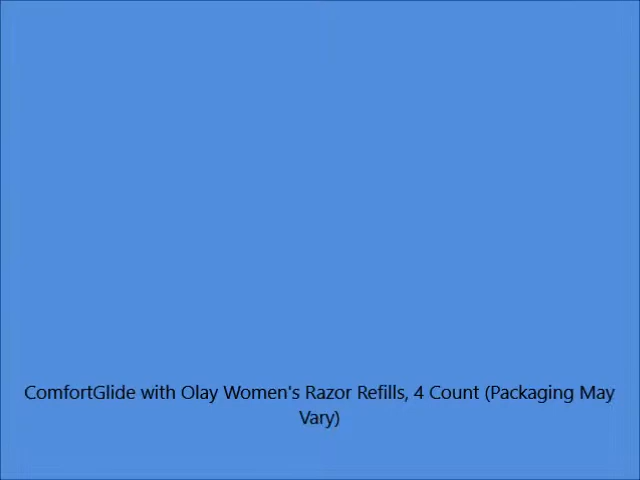 ComfortGlide with Olay Women's Razor Refills, 4 Count (Packaging May
Vary)